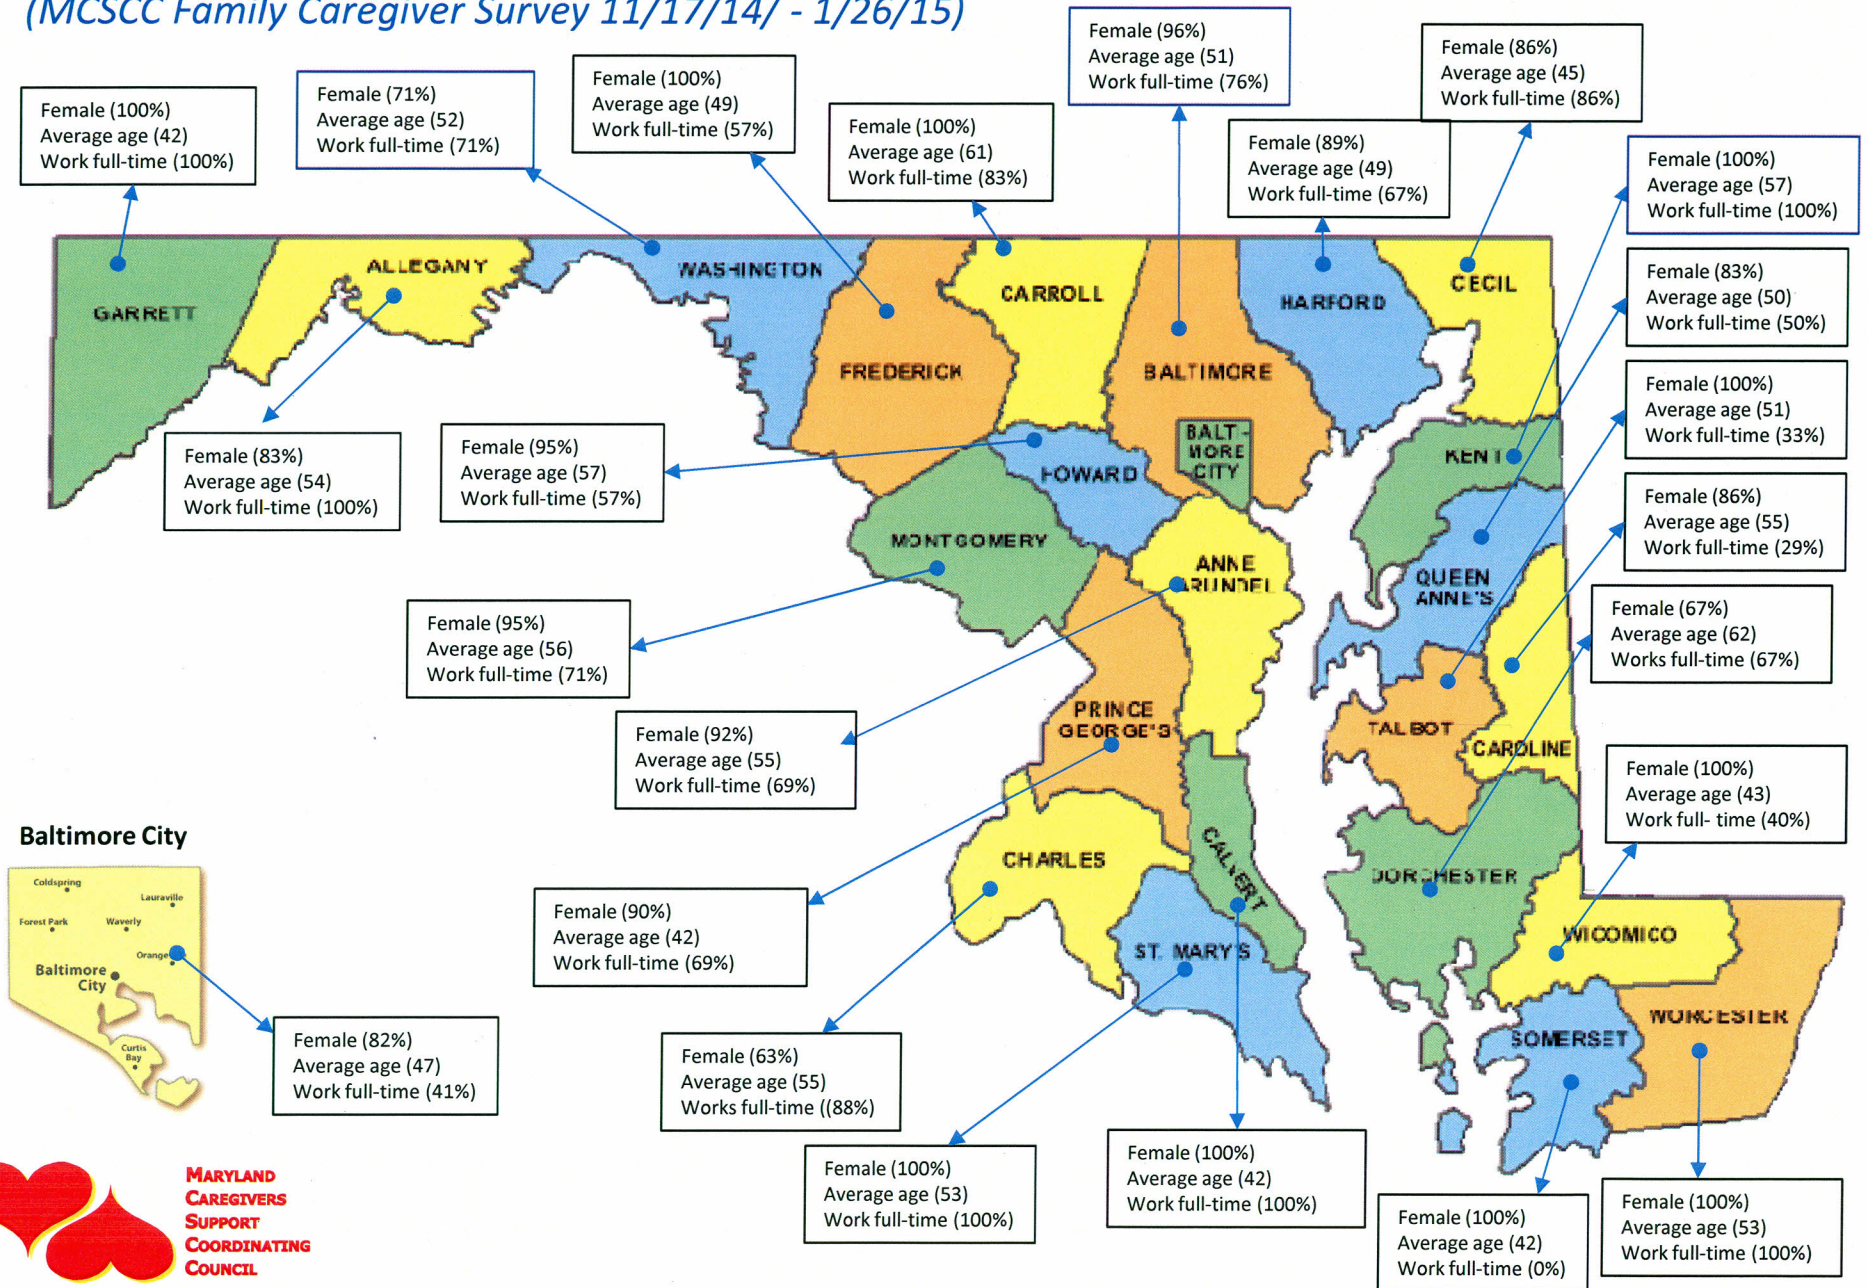 (MCSCC Family Caregiver Survey 11/17/14/ - 1/26/15)
Female (100%)
Average age (42)
Work full-time (100%)
Female (71%)
Average age (52)
Work full-time (71%)
Female (100%)
Average age (49)
Work full-time (57%)
Female (100%)
Average age (61)
Work full-time (83%)
Female (96%)
Average age (51)
Work full-time (76%)
Female (89%)
Average age (49)
Work full-time (67%)
Female (86%)
Average age (45)
Work full-time (86%)
Female (100%)
Average age (57)
Work full-time (100%)
Female (83%)
Average age (50)
Work full-time (50%)
Female (100%)
Average age (51)
Work full-time (33%)
Female (86%)
Average age (55)
Work full-time (29%)
Female (67%)
Average age (62)
Works full-time (67%)
Female (100%)
Average age (43)
Work full- time (40%)
GARRETT
ALLEGANY
WASHINGTON
FREDERICK
CARROLL
BALTIMORE
HARFORD
CECIL
BALT-
MORE
CITY
HOWARD
KENT
MONTGOMERY
ANNE
ARUNDEL
QUEEN
ANNE'S
PRINCE
GEORGE'S
TALBOT
CAROLINE
CHARLES
CALVERT
DORCHESTER
ST. MARY'S
WICOMICO
SOMERSET
WORCESTER
Female (83%)
Average age (54)
Work full-time (100%)
Female (95%)
Average age (57)
Work full-time (57%)
Female (95%)
Average age (56)
Work full-time (71%)
Female (92%)
Average age (55)
Work full-time (69%)
Female (90%)
Average age (42)
Work full-time (69%)
Female (63%)
Average age (55)
Works full-time ((88%)
Female (100%)
Average age (53)
Work full-time (100%)
Female (100%)
Average age (42)
Work full-time (100%)
Female (100%)
Average age (42)
Work full-time (0%)
Female (100%)
Average age (53)
Work full-time (100%)
Baltimore City
Coldspring
Lauraville
Forest Park
Waverly
Orange
Baltimore
City
Curtis
Bay
Female (82%)
Average age (47)
Work full-time (41%)
MARYLAND
CAREGIVERS
SUPPORT
COORDINATING
COUNCIL